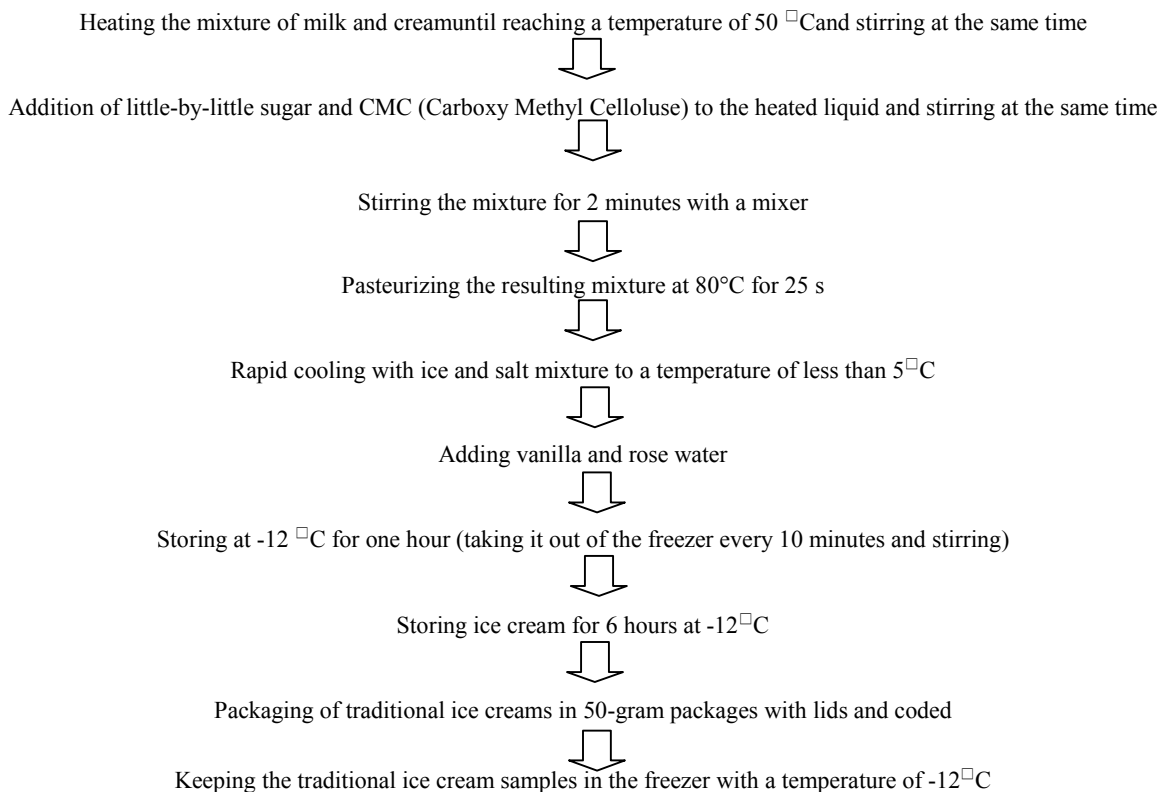 Heating the mixture of milk and creamuntil reaching a temperature of 50 □Cand stirring at the same time
Addition of little-by-little sugar and CMC (Carboxy Methyl Celloluse) to the heated liquid and stirring at the same time
Stirring the mixture for 2 minutes with a mixer
Pasteurizing the resulting mixture at 80°C for 25 s
Rapid cooling with ice and salt mixture to a temperature of less than 5□C
Adding vanilla and rose water
Storing at -12 □C for one hour (taking it out of the freezer every 10 minutes and stirring)
Storing ice cream for 6 hours at -12□C
Packaging of traditional ice creams in 50-gram packages with lids and coded
Keeping the traditional ice cream samples in the freezer with a temperature of -12□C